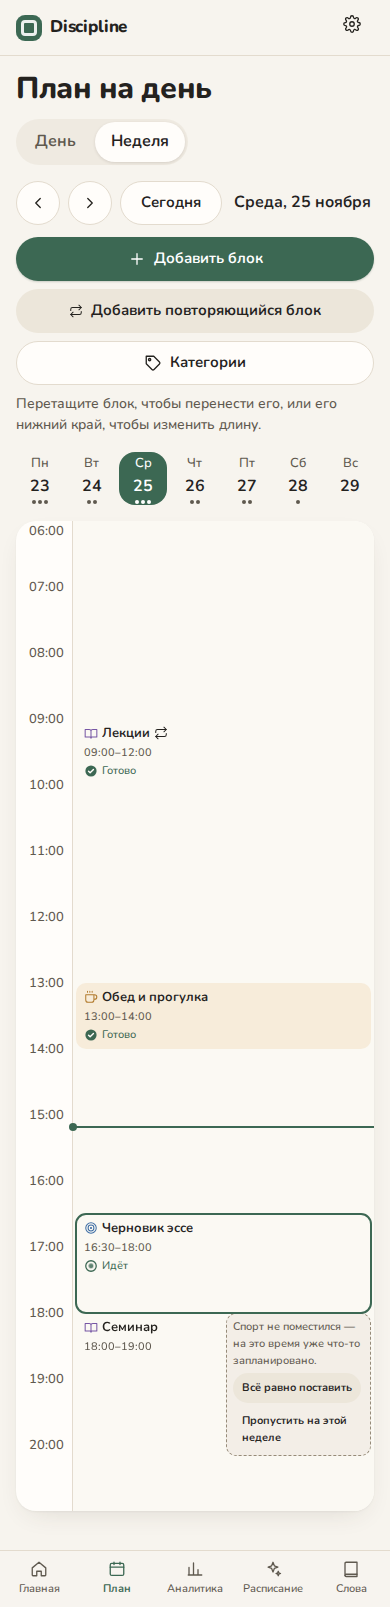 Discipline
План на день
День Неделя
Сегодня Среда, 25 ноября
Добавить блок
Добавить повторяющийся блок
Категории
Перетащите блок, чтобы перенести его, или его
нижний край, чтобы изменить длину.
Пн Вт Ср Чт Пт Сб Вс
23 24 25 26 27 28 29
06:00
07:00
08:00
09:00
Лекции
09:00–12:00
Готово
10:00
11:00
12:00
13:00
Обед и прогулка
13:00–14:00
Готово
14:00
15:00
16:00
Черновик эссе
16:30–18:00
Идёт
17:00
18:00
Семинар
18:00–19:00
Спорт не поместился —
на это время уже что-то
запланировано.
Всё равно поставить
Пропустить на этой
неделе
19:00
20:00
Главная План Аналитика Расписание Слова